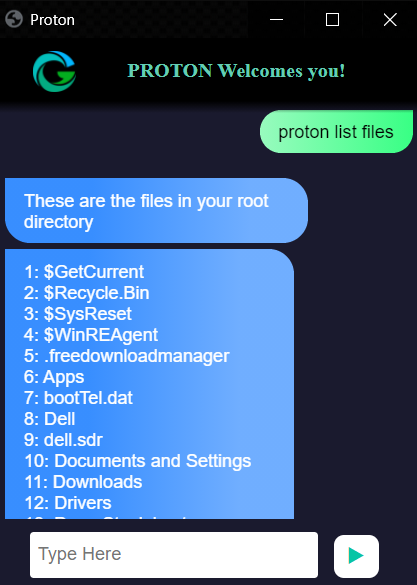 Proton
PROTON Welcomes you!
proton list files
These are the files in your root
directory
1: $GetCurrent
2: $Recycle.Bin
3: $SysReset
4: $WinREAgent
5: .freedownloadmanager
6: Apps
7: bootTel.dat
8: Dell
9: dell.sdr
10: Documents and Settings
11: Downloads
12: Drivers
Type Here